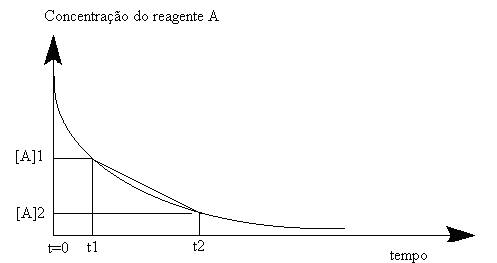 Concentração do reagente A
[A]1
[A]2
t=0 t1 t2
tempo